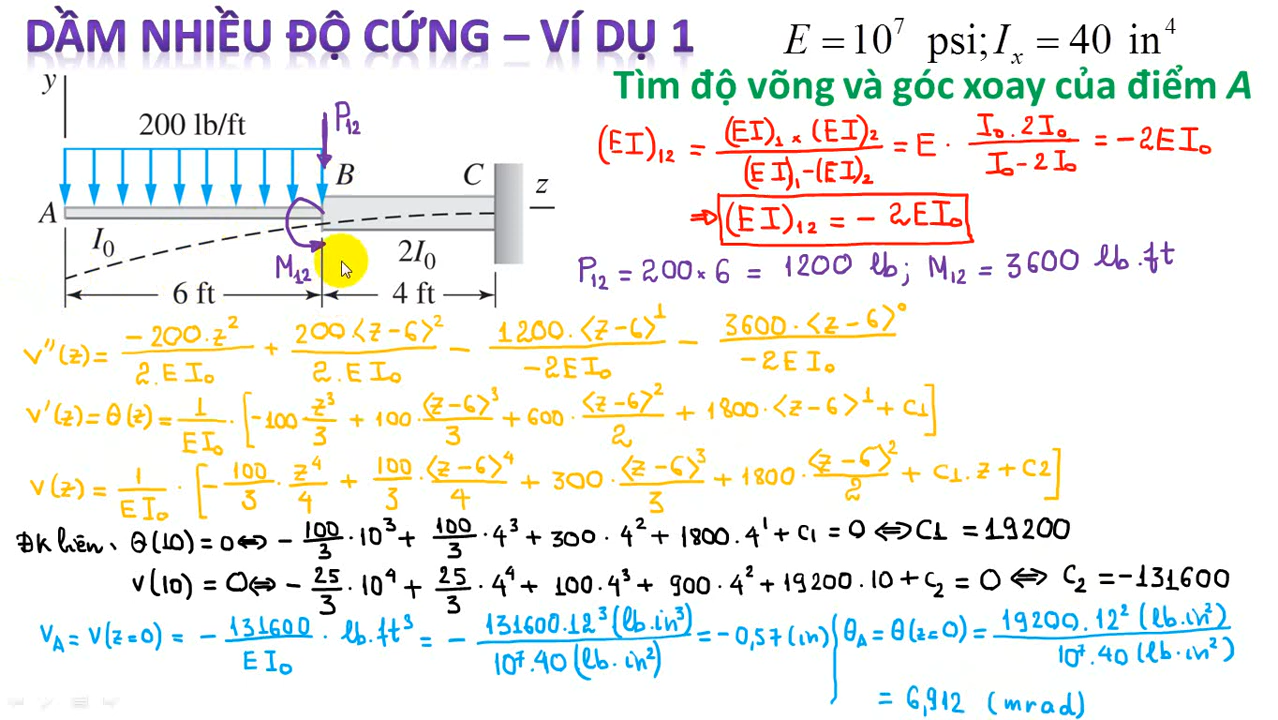 DẦM NHIỀU ĐỘ CỨNG – VÍ DỤ 1
E = 10⁷ psi; Iₓ = 40 in⁴
Tìm độ võng và góc xoay của điểm A
y
200 lb/ft
P₁₂
A
B
C
z
I₀
2I₀
M₁₂
6 ft
4 ft
(EI)₁₂ = (EI)₁ × (EI)₂ / (EI)₁-(EI)₂ = E · I₀ · 2I₀ / I₀ - 2I₀ = -2EI₀
⇒ (EI)₁₂ = - 2EI₀
P₁₂ = 200 × 6 = 1200 lb; M₁₂ = 3600 lb.ft
v''(z) = -200·z² / 2·EI₀ + 200<z-6>² / 2·EI₀ - 1200·<z-6>¹ / -2EI₀ - 3600·<z-6>⁰ / -2EI₀
v'(z) = θ(z) = 1/EI₀ · [-100 z³/3 + 100·<z-6>³/3 + 600·<z-6>²/2 + 1800·<z-6>¹ + C1]
v(z) = 1/EI₀ · [-100/3 · z⁴/4 + 100/3 · <z-6>⁴/4 + 300·<z-6>³/3 + 1800·<z-6>²/2 + C1.z + C2]
Đk biên: θ(10) = 0 ⇔ - 100/3 · 10³ + 100/3 · 4³ + 300 · 4² + 1800·4¹ + C1 = 0 ⇔ C1 = 19200
v(10) = 0 ⇔ - 25/3 · 10⁴ + 25/3 · 4⁴ + 100·4³ + 900·4² + 19200·10 + C₂ = 0 ⇔ C₂ = -131600
v_A = v(z=0) = - 131600/EI₀ · lb.ft³ = - 131600.12³ (lb.in³) / 10⁷.40 (lb.in²) = -0,57 (in)
θ_A = θ(z=0) = 19200.12² (lb.in²) / 10⁷.40 (lb.in²)
= 6,912 (mrad)